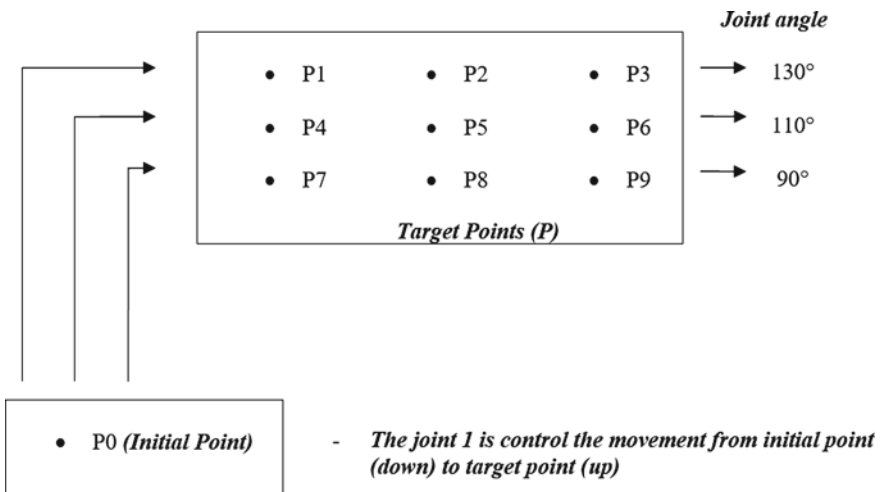 Joint angle
P1 P2 P3 130°
P4 P5 P6 110°
P7 P8 P9 90°
Target Points (P)
P0 (Initial Point)
- The joint 1 is control the movement from initial point
(down) to target point (up)